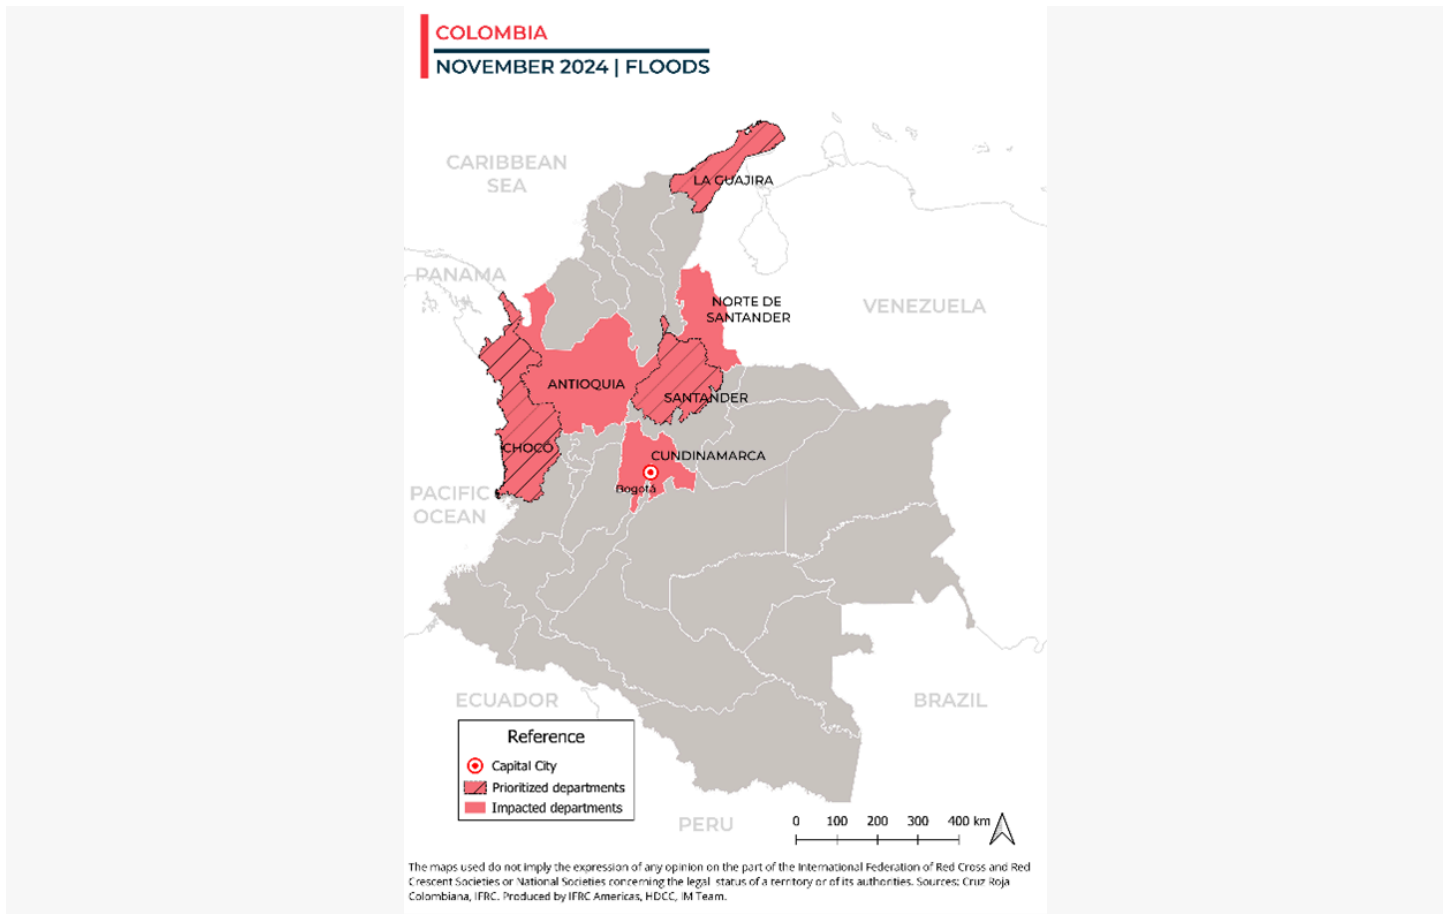 COLOMBIA
NOVEMBER 2024 | FLOODS
CARIBBEAN
SEA
LA GUAJIRA
PANAMA
NORTE DE
SANTANDER
VENEZUELA
ANTIOQUIA
SANTANDER
CHOCÓ
CUNDINAMARCA
Bogotá
PACIFIC
OCEAN
ECUADOR
BRAZIL
PERU
Reference
Capital City
Prioritized departments
Impacted departments
0 100 200 300 400 km
The maps used do not imply the expression of any opinion on the part of the International Federation of Red Cross and Red
Crescent Societies or National Societies concerning the legal status of a territory or of its authorities. Sources: Cruz Roja
Colombiana, IFRC. Produced by IFRC Americas, HDCC, IM Team.